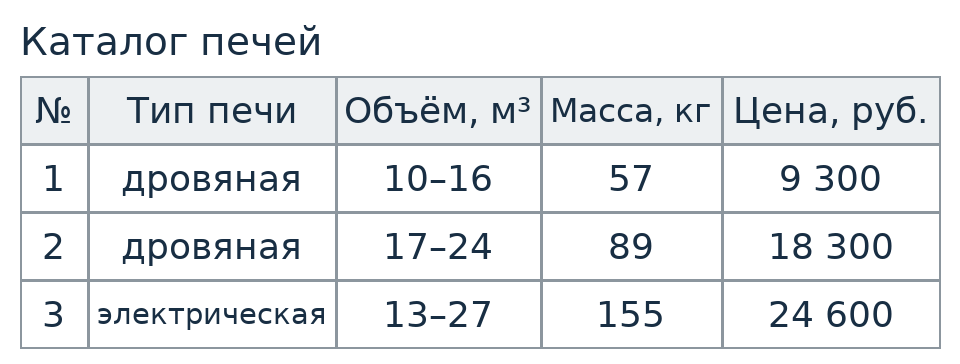 Каталог печей
№ Тип печи Объём, м³ Масса, кг Цена, руб.
1 дровяная 10–16 57 9 300
2 дровяная 17–24 89 18 300
3 электрическая 13–27 155 24 600